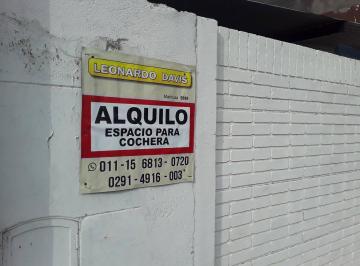 LEONARDO DAVIS
ALQUILO
ESPACIO PARA
COCHERA
011-15 6813-0720
0291-4916-003